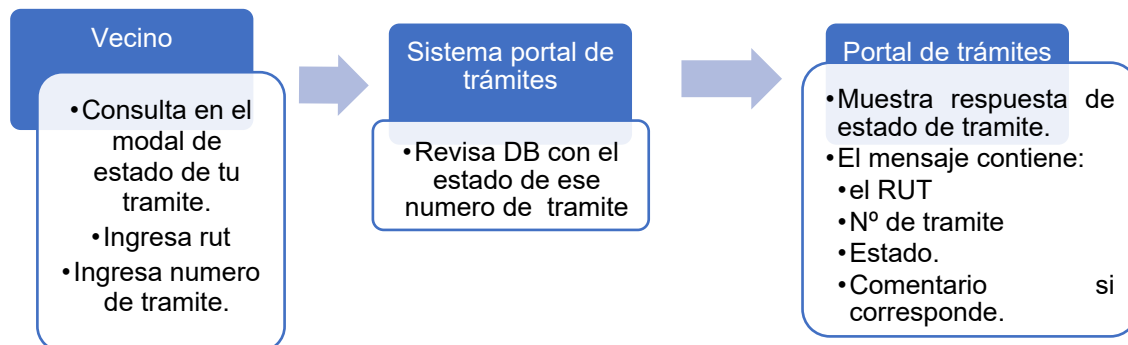 Vecino
•Consulta en el
modal de
estado de tu
tramite.
•Ingresa rut
•Ingresa numero
de tramite.
Sistema portal de
trámites
•Revisa DB con el
estado de ese
numero de tramite
Portal de trámites
•Muestra respuesta de
estado de tramite.
•El mensaje contiene:
•el RUT
•Nº de tramite
•Estado.
•Comentario si
corresponde.